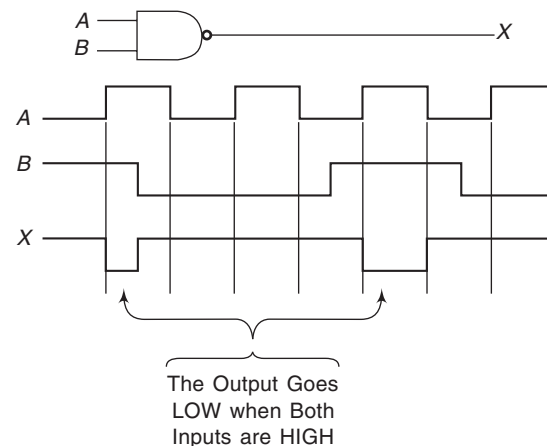 A
B
X
A
B
X
The Output Goes
LOW when Both
Inputs are HIGH